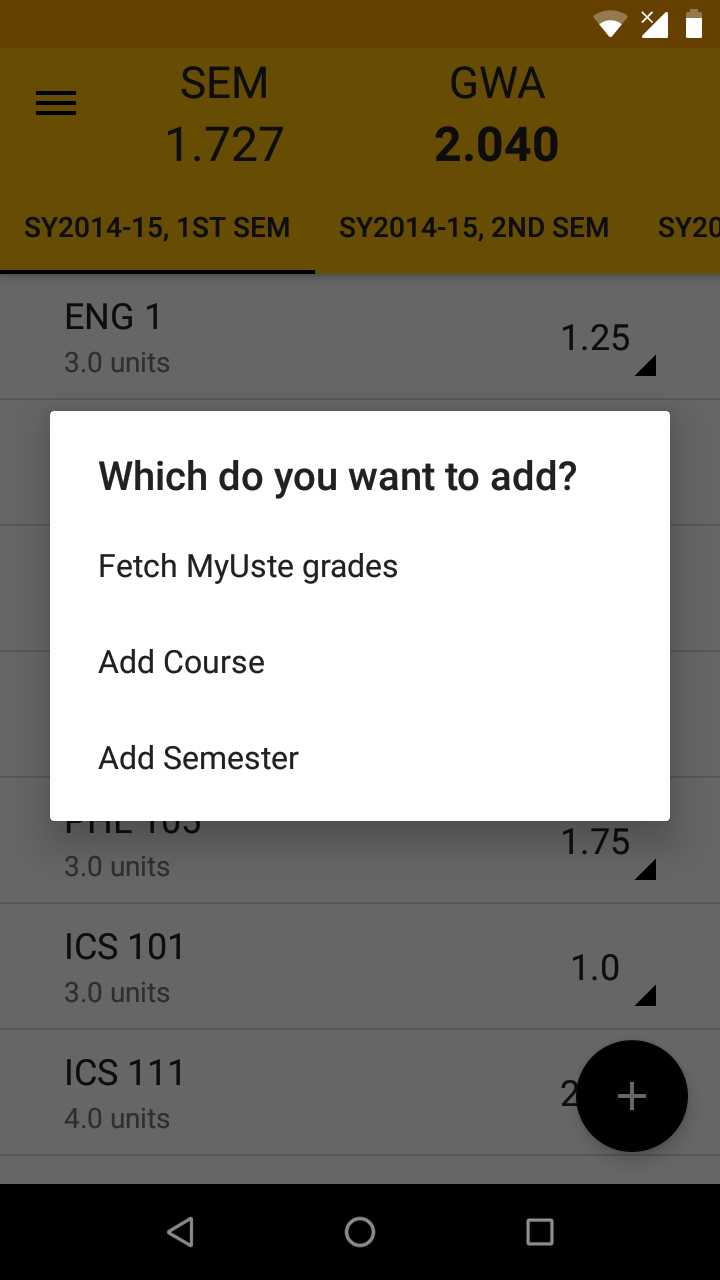 SEM GWA
1.727 2.040
SY2014-15, 1ST SEM SY2014-15, 2ND SEM
ENG 1
1.25
3.0 units
Which do you want to add?
Fetch MyUste grades
Add Course
Add Semester
PHL 105
1.75
3.0 units
ICS 101
1.0
3.0 units
ICS 111
4.0 units